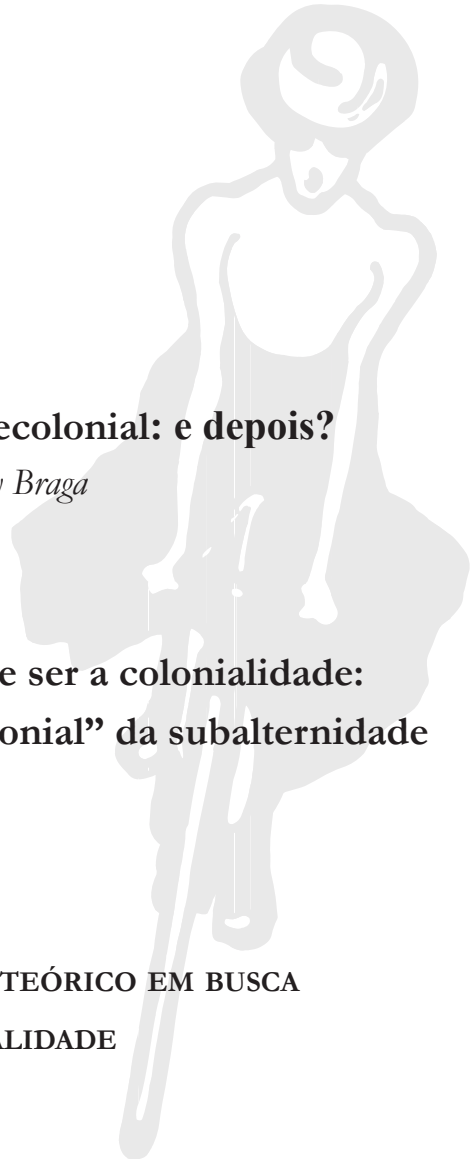 ecolonial: e depois?
Braga
e ser a colonialidade:
onial” da subalternidade
TEÓRICO EM BUSCA
ALIDADE